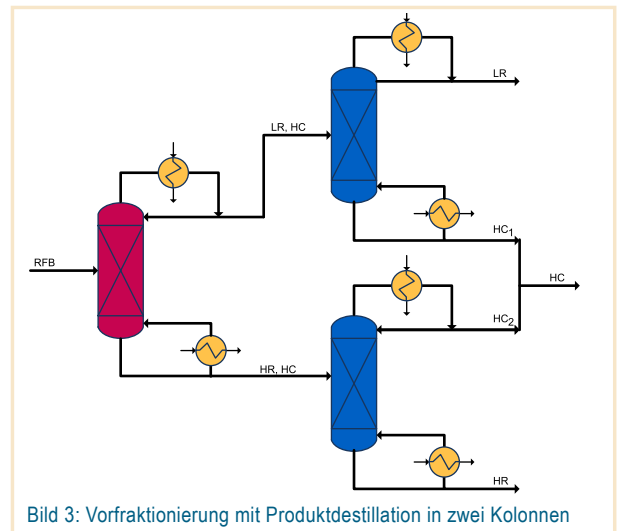 LR
LR, HC
RFB
HC₁
HC
HC₂
HR, HC
HR
Bild 3: Vorfraktionierung mit Produktdestillation in zwei Kolonnen